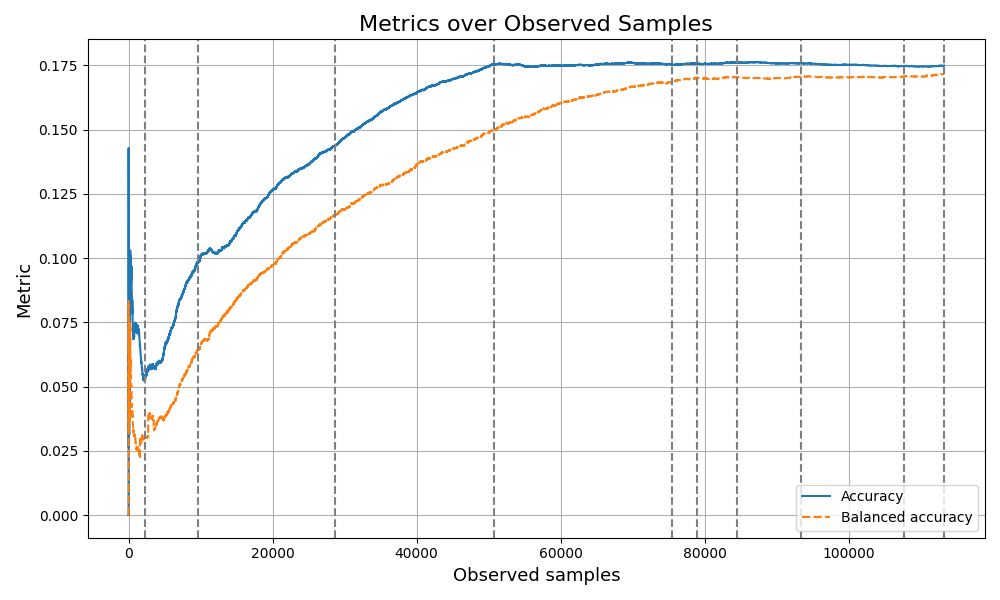 Metrics over Observed Samples
Metric
0.175
0.150
0.125
0.100
0.075
0.050
0.025
0.000
Accuracy
Balanced accuracy
0
20000
40000
60000
80000
100000
Observed samples